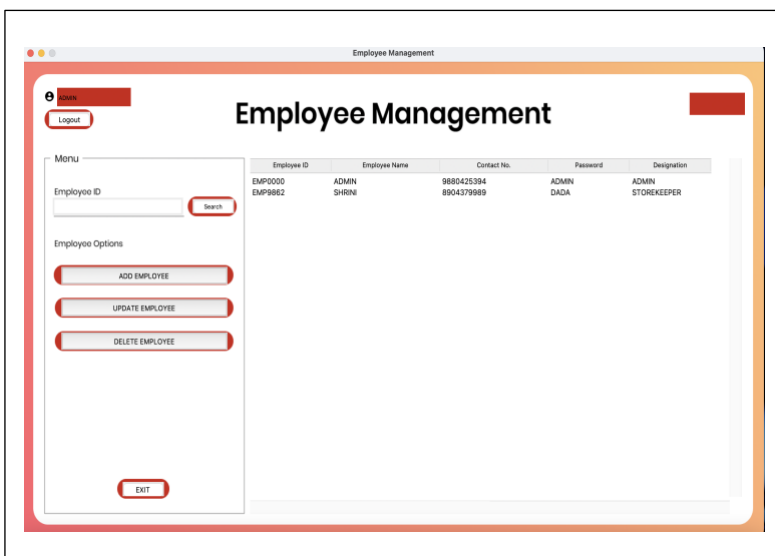 Employee Management
ADMIN
Logout
Employee Management
Menu
Employee ID
Search
Employee Options
ADD EMPLOYEE
UPDATE EMPLOYEE
DELETE EMPLOYEE
EXIT
Employee ID Employee Name Contact No. Password Designation
EMP0000 ADMIN 9880425394 ADMIN ADMIN
EMP9862 SHRINI 8904379989 DADA STOREKEEPER